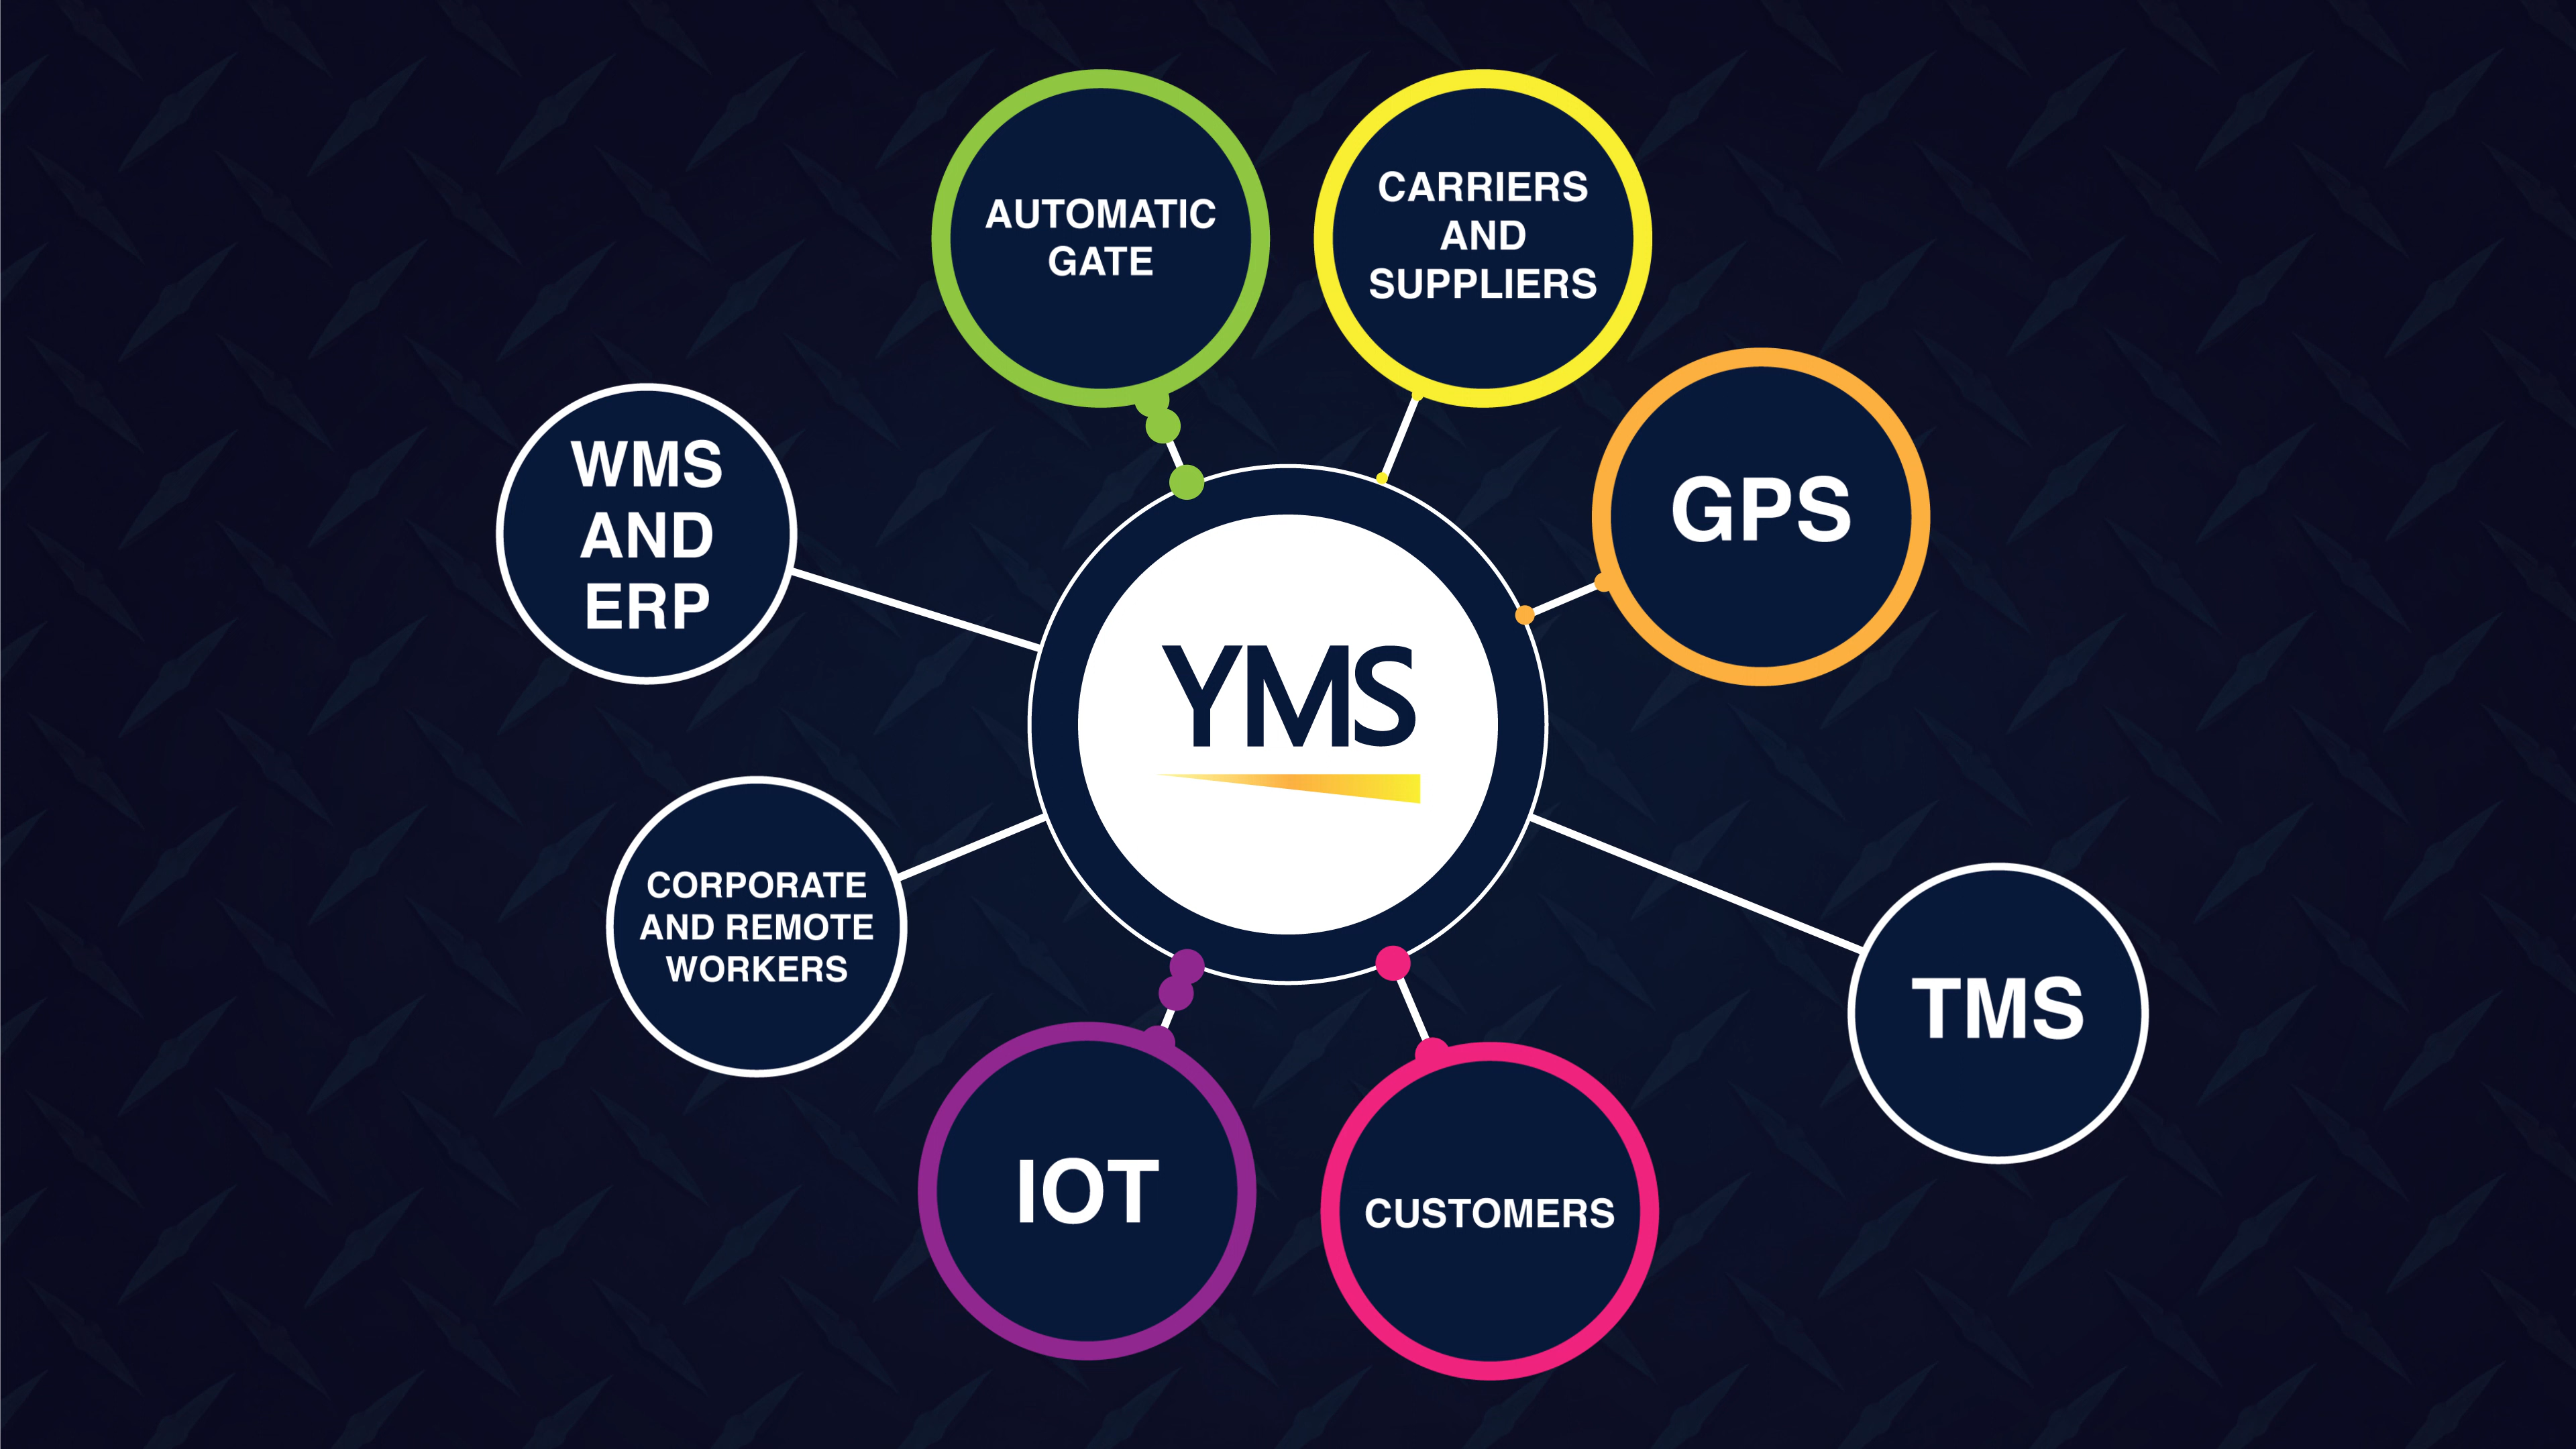 AUTOMATIC
GATE
CARRIERS
AND
SUPPLIERS
GPS
WMS
AND
ERP
YMS
CORPORATE
AND REMOTE
WORKERS
TMS
IOT
CUSTOMERS